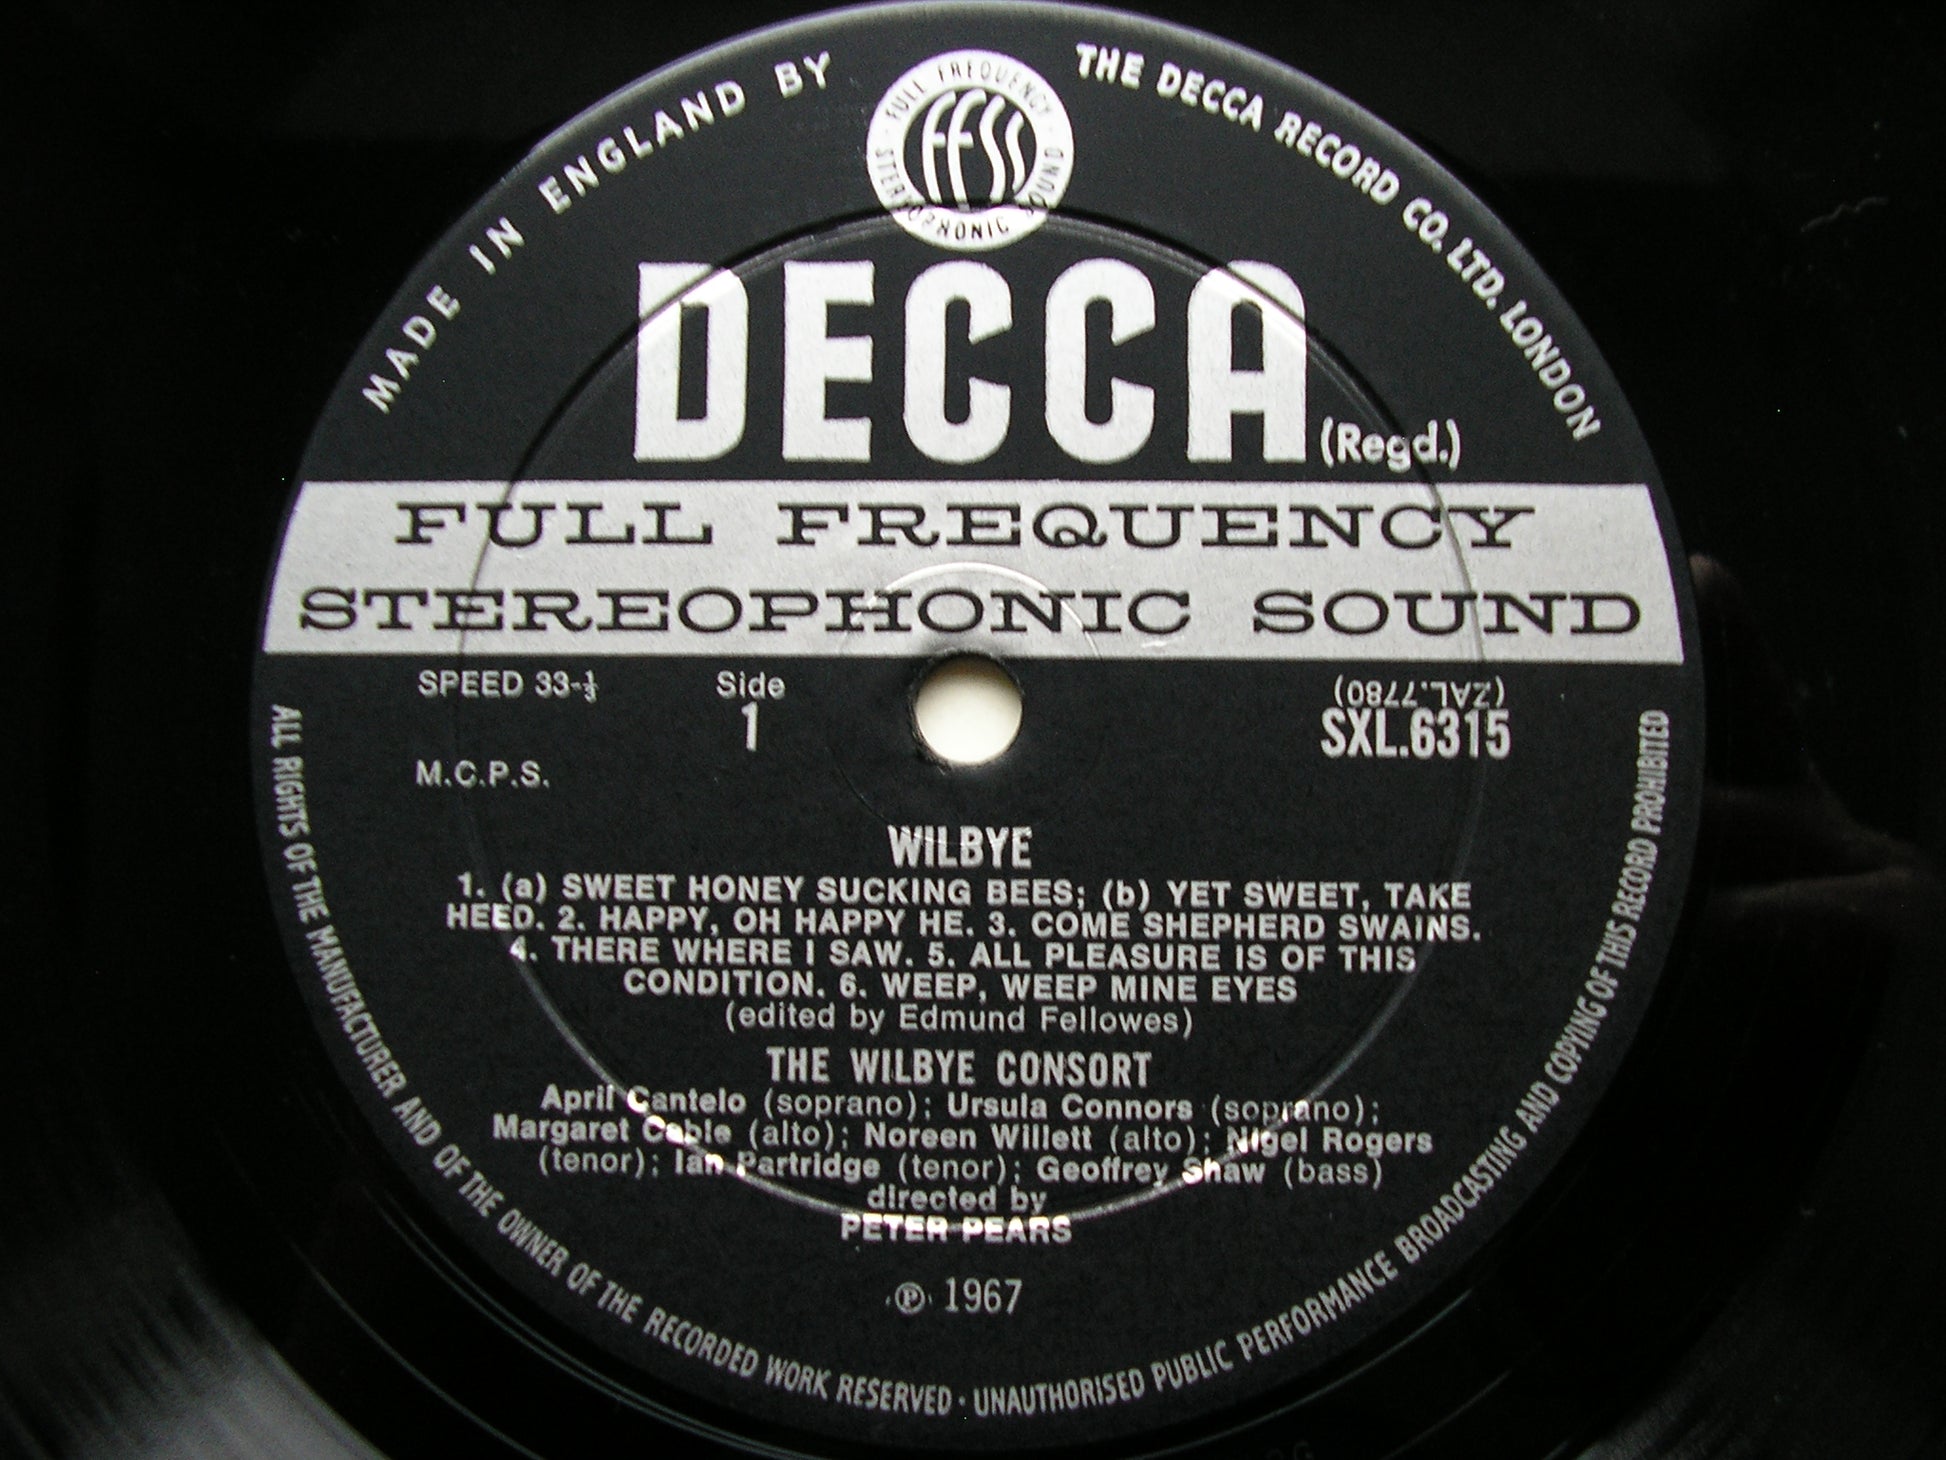 MADE IN ENGLAND BY
THE DECCA RECORD CO. LTD. LONDON
FULL FREQUENCY STEREOPHONIC SOUND
FFSS
DECCA (Regd.)
FULL FREQUENCY
STEREOPHONIC SOUND
SPEED 33-⅓
Side
1
(ZAL.7780)
SXL.6315
M.C.P.S.
WILBYE
1. (a) SWEET HONEY SUCKING BEES; (b) YET SWEET, TAKE
HEED. 2. HAPPY, OH HAPPY HE. 3. COME SHEPHERD SWAINS.
4. THERE WHERE I SAW. 5. ALL PLEASURE IS OF THIS
CONDITION. 6. WEEP, WEEP MINE EYES
(edited by Edmund Fellowes)
THE WILBYE CONSORT
April Cantelo (soprano); Ursula Connors (soprano);
Margaret Cable (alto); Noreen Willett (alto); Nigel Rogers
(tenor); Ian Partridge (tenor); Geoffrey Shaw (bass)
directed by
PETER PEARS
℗ 1967
ALL RIGHTS OF THE MANUFACTURER AND OF THE OWNER OF THE RECORDED WORK RESERVED · UNAUTHORISED PUBLIC PERFORMANCE BROADCASTING AND COPYING OF THIS RECORD PROHIBITED